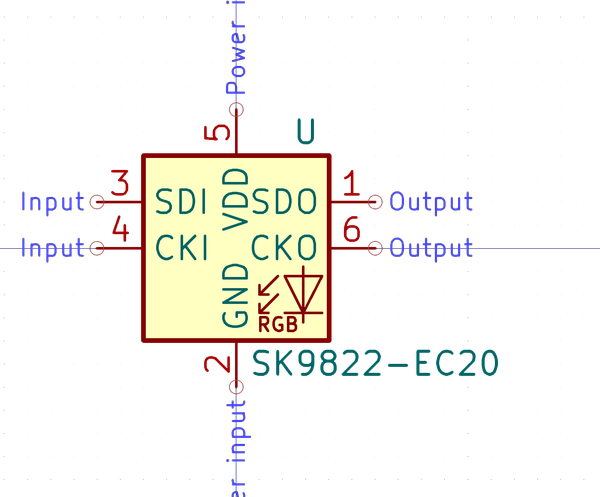 Power i
5
U
Input 3 SDI VDD SDO 1 Output
Input 4 CKI CKO 6 Output
GND
RGB
2
SK9822-EC20
er input